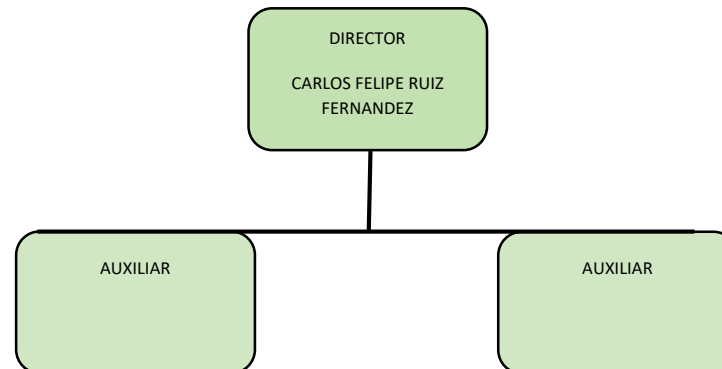 DIRECTOR
CARLOS FELIPE RUIZ
FERNANDEZ
AUXILIAR
AUXILIAR